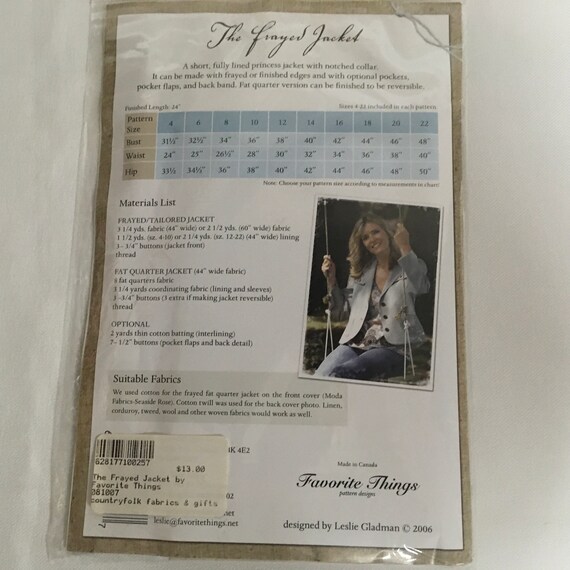 The Frayed Jacket
A short, fully lined princess jacket with notched collar.
It can be made with frayed or finished edges and with optional pockets,
pocket flaps, and back band. Fat quarter version can be finished to be reversible.
Finished Length: 24" Sizes 4-22 included in each pattern
Pattern Size 4 6 8 10 12 14 16 18 20 22
Bust 31½" 32½" 34" 36" 38" 40" 42" 44" 46" 48"
Waist 24" 25" 26½" 28" 30" 32" 34" 36" 38" 40"
Hip 33½ 34½" 36" 38" 40" 42" 44" 46" 48" 50"
Note: Choose your pattern size according to measurements in chart!
Materials List
FRAYED/TAILORED JACKET
3 1/4 yds. fabric (44" wide) or 2 1/2 yds. (60" wide) fabric
1 1/2 yds. (sz. 4-10) or 2 1/4 yds. (sz. 12-22) (44" wide) lining
3- 3/4" buttons (jacket front)
thread
FAT QUARTER JACKET (44" wide fabric)
fat quarters fabric
3 1/4 yards coordinating fabric (lining and sleeves)
3 -3/4" buttons (3 extra if making jacket reversible)
thread
OPTIONAL
2 yards thin cotton batting (interlining)
7- 1/2" buttons (pocket flaps and back detail)
Suitable Fabrics
We used cotton for the frayed fat quarter jacket on the front cover (Moda
Fabrics-Seaside Rose). Cotton twill was used for the back cover photo. Linen,
corduroy, tweed, wool and other woven fabrics would work as well.
4E2
628177100257
$13.00
The Frayed Jacket by
Favorite Things
081007
countryfolk fabrics & gifts
02
et
leslie@favoritethings.net
7
Made in Canada
Favorite Things
pattern designs
designed by Leslie Gladman © 2006